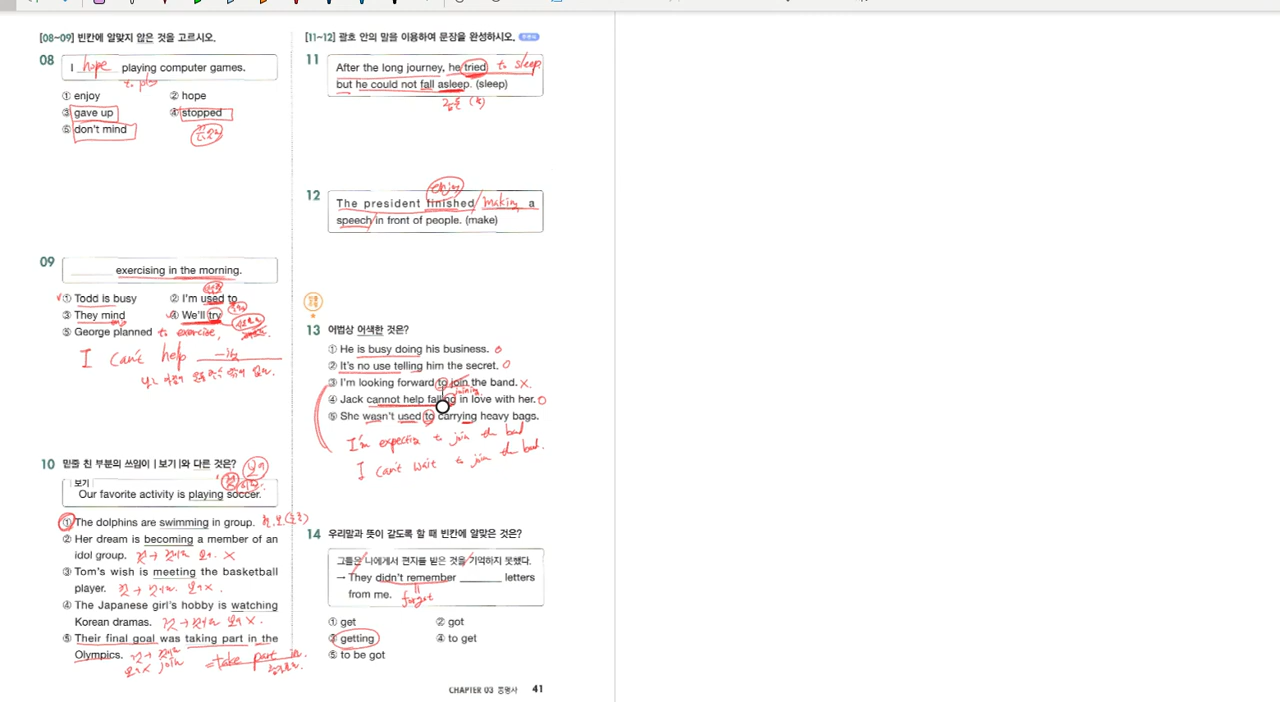 [08~09] 빈칸에 알맞지 않은 것을 고르시오.
08
I hope playing computer games.
to play
① enjoy ② hope
③ gave up ④ stopped
⑤ don't mind
09
exercising in the morning.
① Todd is busy ② I'm used to
③ They mind ④ We'll try
⑤ George planned to exercise,
I can't help -ing
10 밑줄 친 부분의 쓰임이 |보기|와 다른 것은?
보기
Our favorite activity is playing soccer.
① The dolphins are swimming in group.
② Her dream is becoming a member of an
idol group.
③ Tom's wish is meeting the basketball
player.
④ The Japanese girl's hobby is watching
Korean dramas.
⑤ Their final goal was taking part in the
Olympics.
join = take part in.
[11~12] 괄호 안의 말을 이용하여 문장을 완성하시오.
11
After the long journey, he tried to sleep
but he could not fall asleep. (sleep)
12
enjoy
The president finished making a
speech in front of people. (make)
13 어법상 어색한 것은?
① He is busy doing his business. O
② It's no use telling him the secret. O
③ I'm looking forward to join the band. X
joining
④ Jack cannot help falling in love with her. O
⑤ She wasn't used to carrying heavy bags.
I'm expecting to join the band
I can't wait to join the band.
14 우리말과 뜻이 같도록 할 때 빈칸에 알맞은 것은?
그들은 나에게서 편지를 받은 것을 기억하지 못했다.
→ They didn't remember letters
from me. forgot
① get ② got
③ getting ④ to get
⑤ to be got
CHAPTER 03 동명사 41